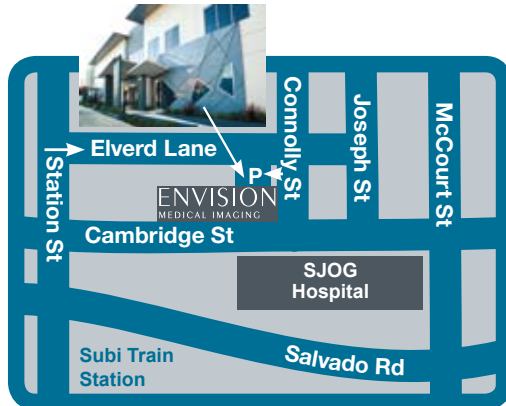 Elverd Lane
Station St
Connolly St
Joseph St
McCourt St
P
ENVISION
MEDICAL IMAGING
Cambridge St
SJOG
Hospital
Salvado Rd
Subi Train
Station